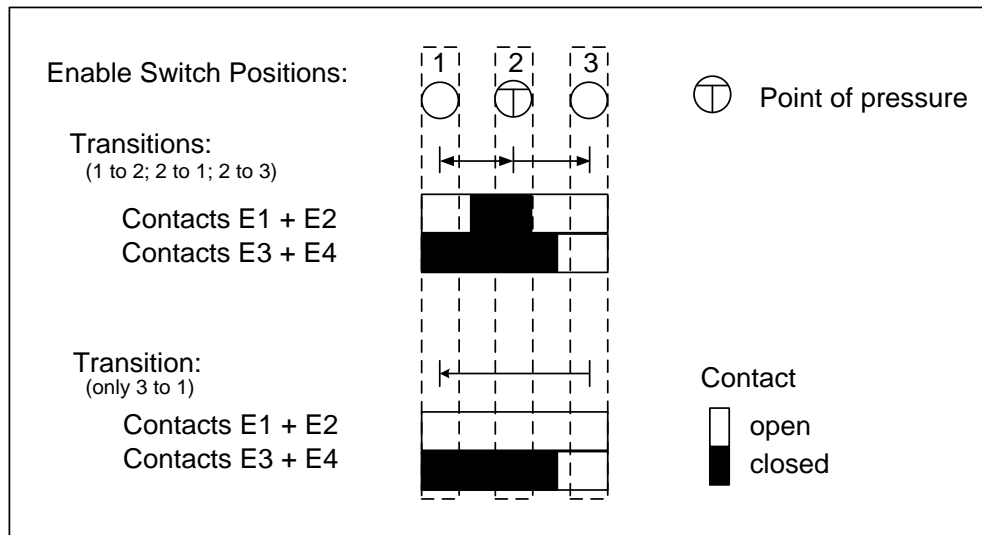 Enable Switch Positions:
1 2 3
Point of pressure
Transitions:
(1 to 2; 2 to 1; 2 to 3)
Contacts E1 + E2
Contacts E3 + E4
Transition:
(only 3 to 1)
Contacts E1 + E2
Contacts E3 + E4
Contact
open
closed